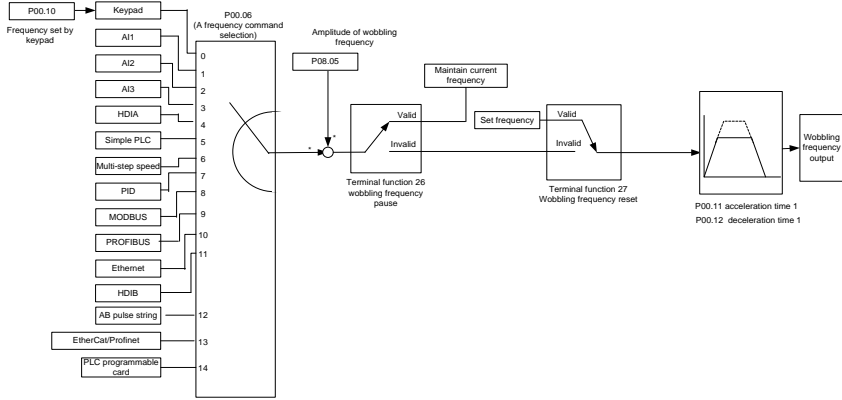 P00.10
Frequency set by
keypad
Keypad
AI1
AI2
AI3
HDIA
Simple PLC
Multi-step speed
PID
MODBUS
PROFIBUS
Ethernet
HDIB
AB pulse string
EtherCat/Profinet
PLC programmable
card
P00.06
(A frequency command
selection)
0
1
2
3
4
5
6
7
8
9
10
11
12
13
14
Amplitude of wobbling
frequency
P08.05
*
*
Valid
Invalid
Terminal function 26
wobbling frequency
pause
Maintain current
frequency
Set frequency
Valid
Invalid
Terminal function 27
Wobbling frequency reset
P00.11 acceleration time 1
P00.12 deceleration time 1
Wobbling
frequency
output